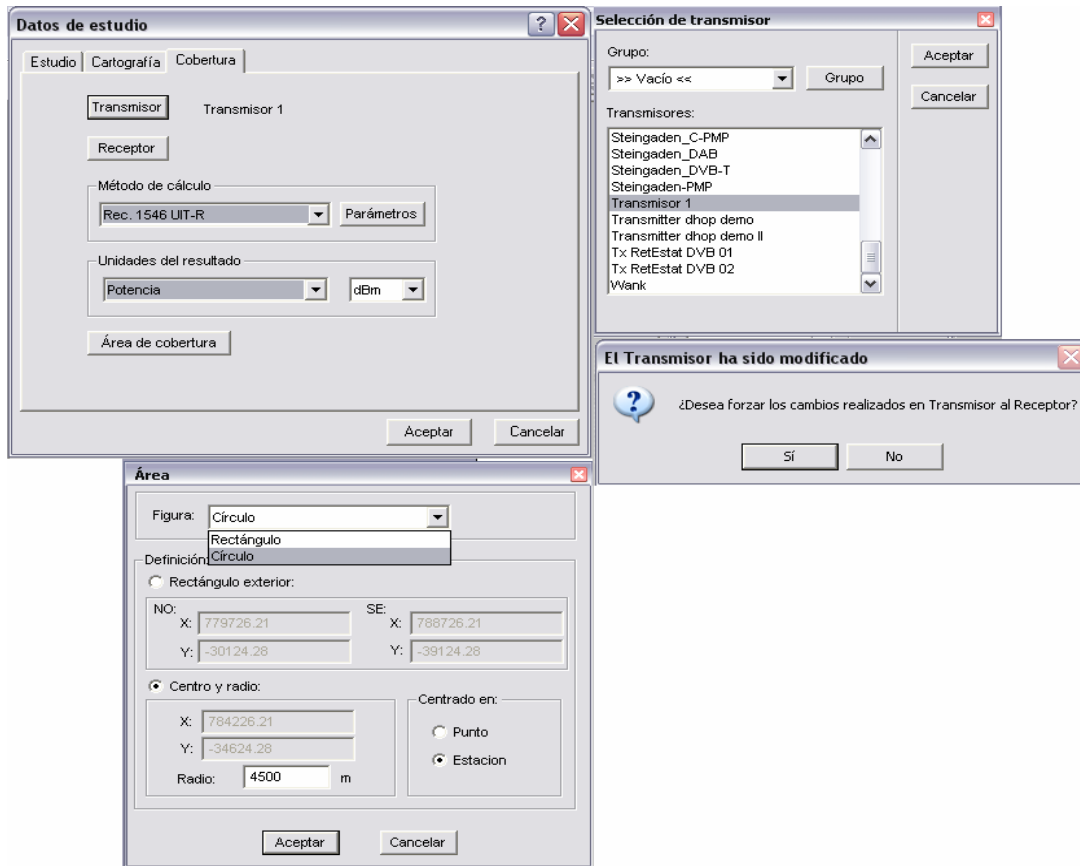 Datos de estudio
Estudio Cartografía Cobertura
Transmisor Transmisor 1
Receptor
Método de cálculo
Rec. 1546 UIT-R Parámetros
Unidades del resultado
Potencia dBm
Área de cobertura
Aceptar Cancelar
Selección de transmisor
Grupo:
>> Vacío << Grupo
Aceptar
Cancelar
Transmisores:
Steingaden_C-PMP
Steingaden_DAB
Steingaden_DVB-T
Steingaden-PMP
Transmisor 1
Transmitter dhop demo
Transmitter dhop demo II
Tx RetEstat DVB 01
Tx RetEstat DVB 02
Wank
El Transmisor ha sido modificado
¿Desea forzar los cambios realizados en Transmisor al Receptor?
Sí No
Área
Figura: Círculo
Rectángulo
Círculo
Definición:
Rectángulo exterior:
NO: SE:
X: 779726.21 X: 788726.21
Y: -30124.28 Y: -39124.28
Centro y radio:
X: 784226.21
Y: -34624.28
Radio: 4500 m
Centrado en:
Punto
Estacion
Aceptar Cancelar